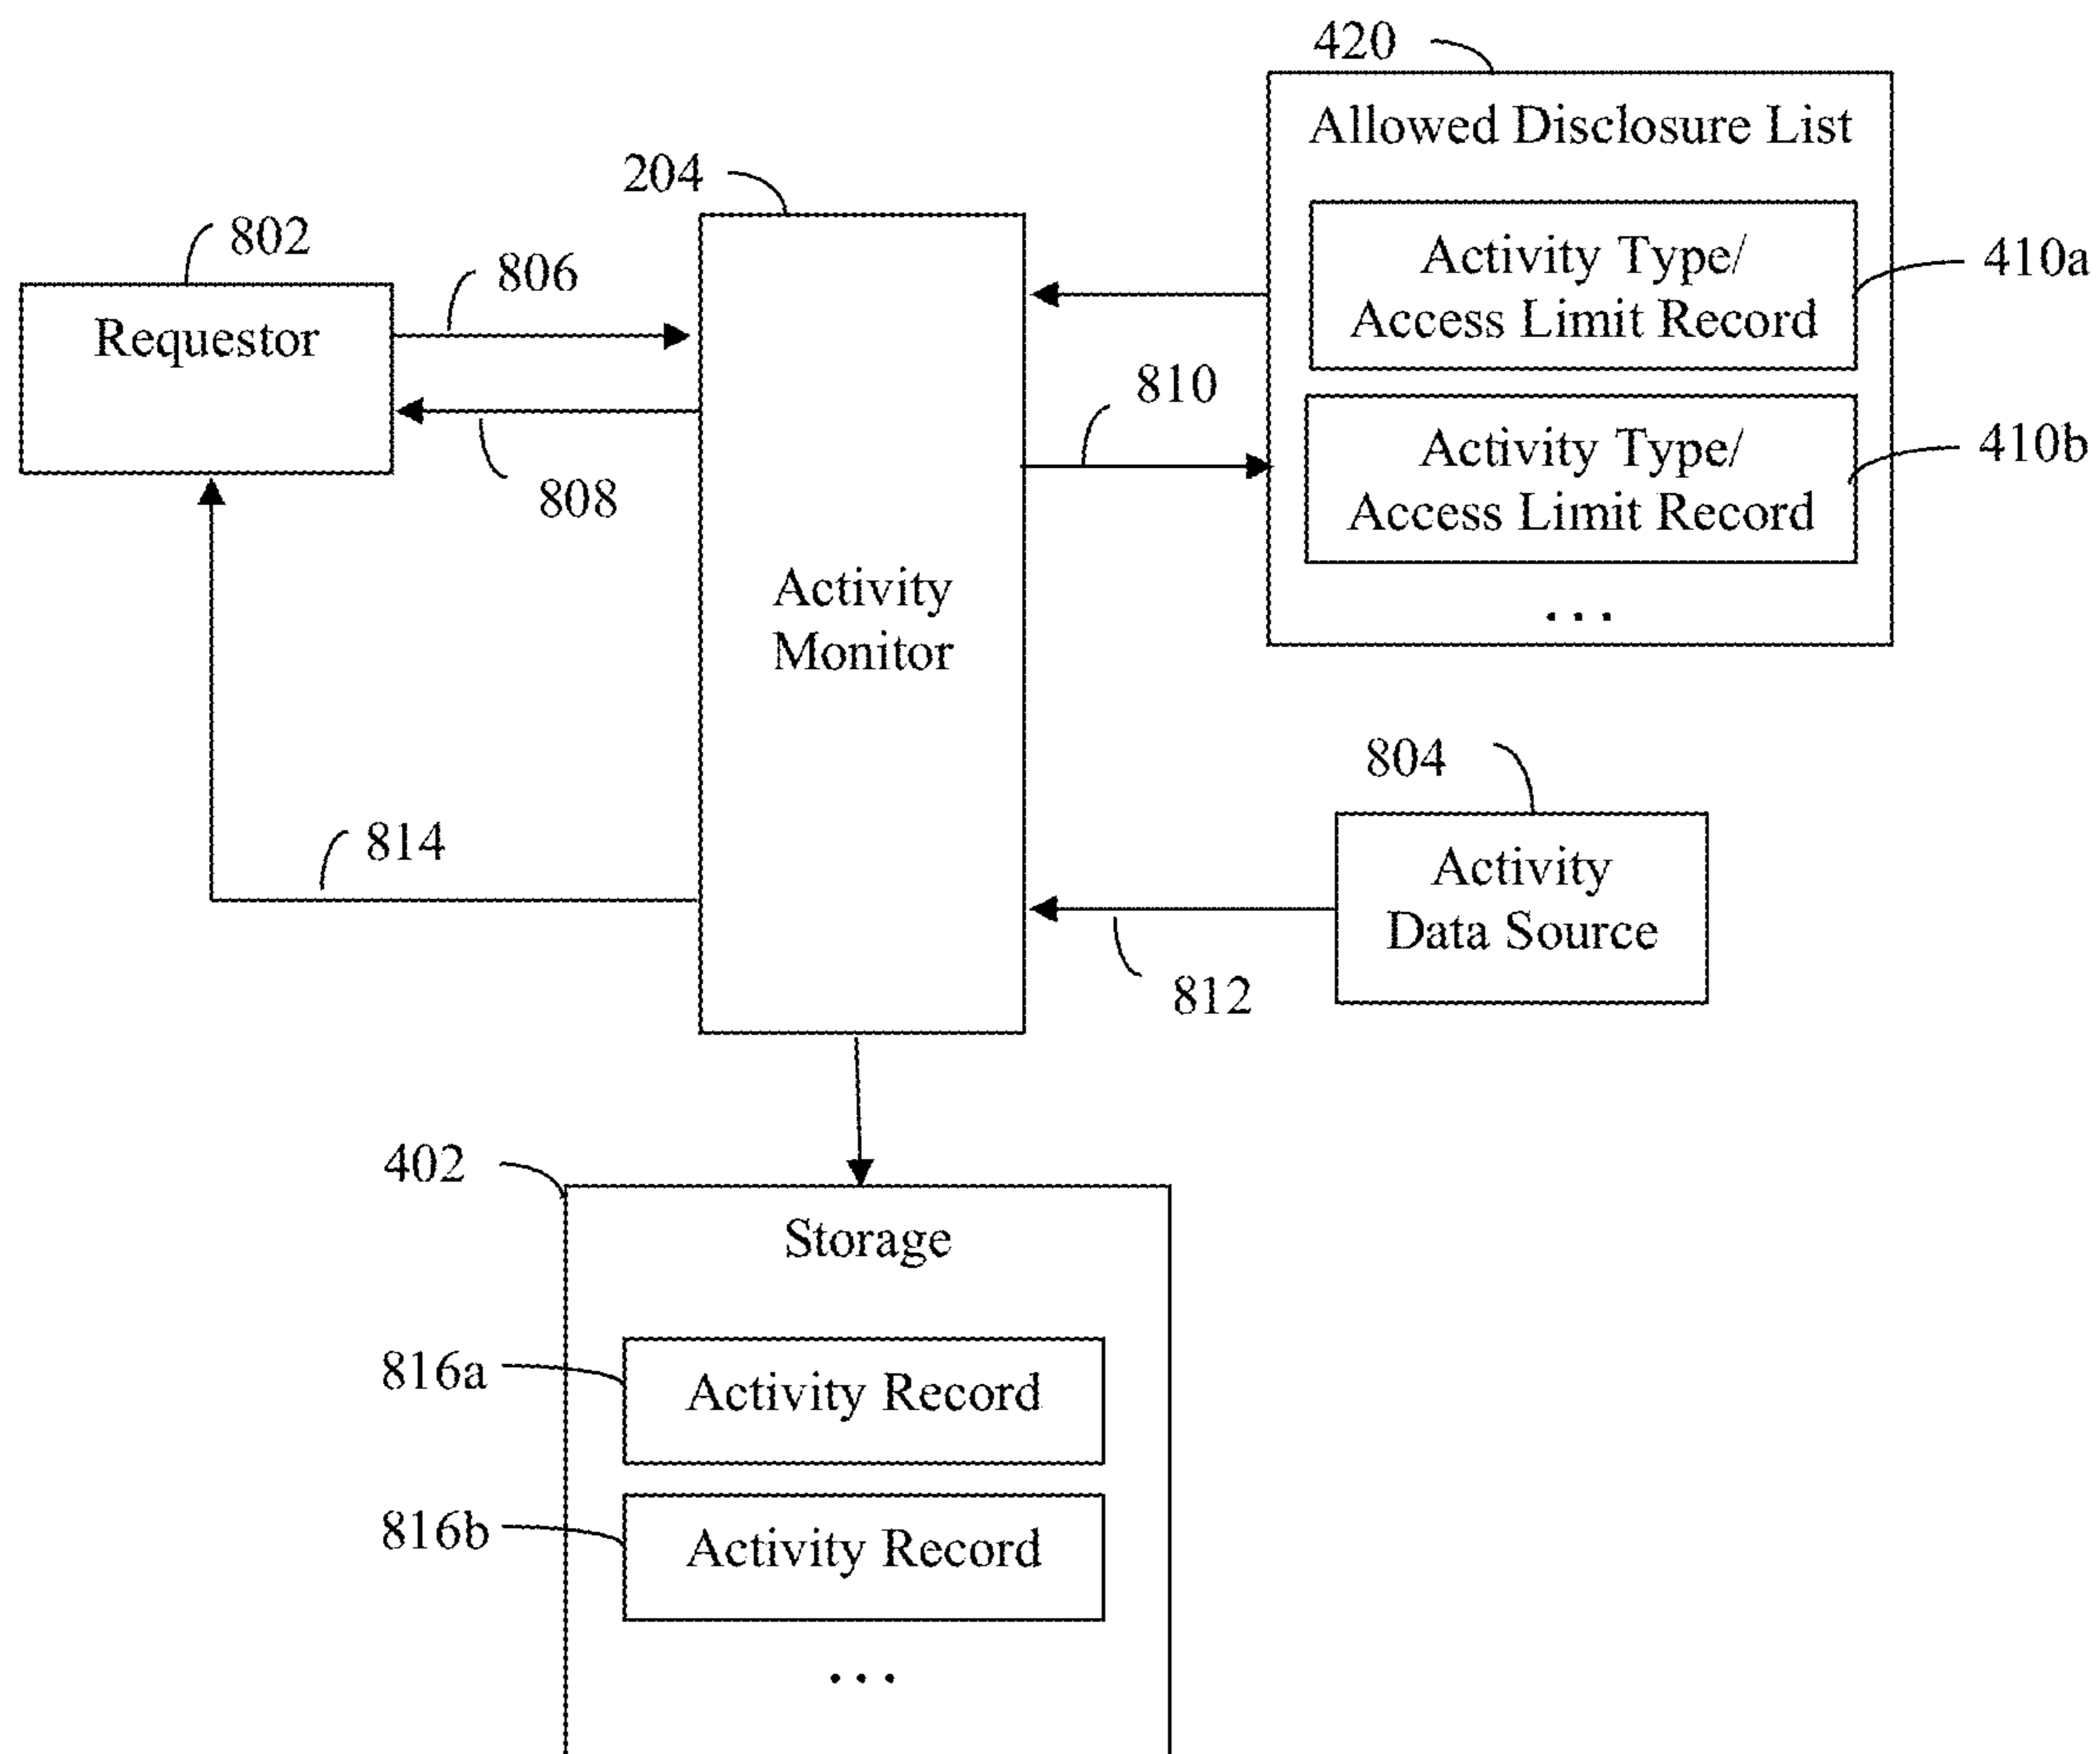 420
Allowed Disclosure List
204
802
806
Requestor
Activity Type/
Access Limit Record
410a
810
808
Activity Type/
Access Limit Record
410b
...
Activity
Monitor
804
814
Activity
Data Source
812
402
Storage
816a
Activity Record
816b
Activity Record
...